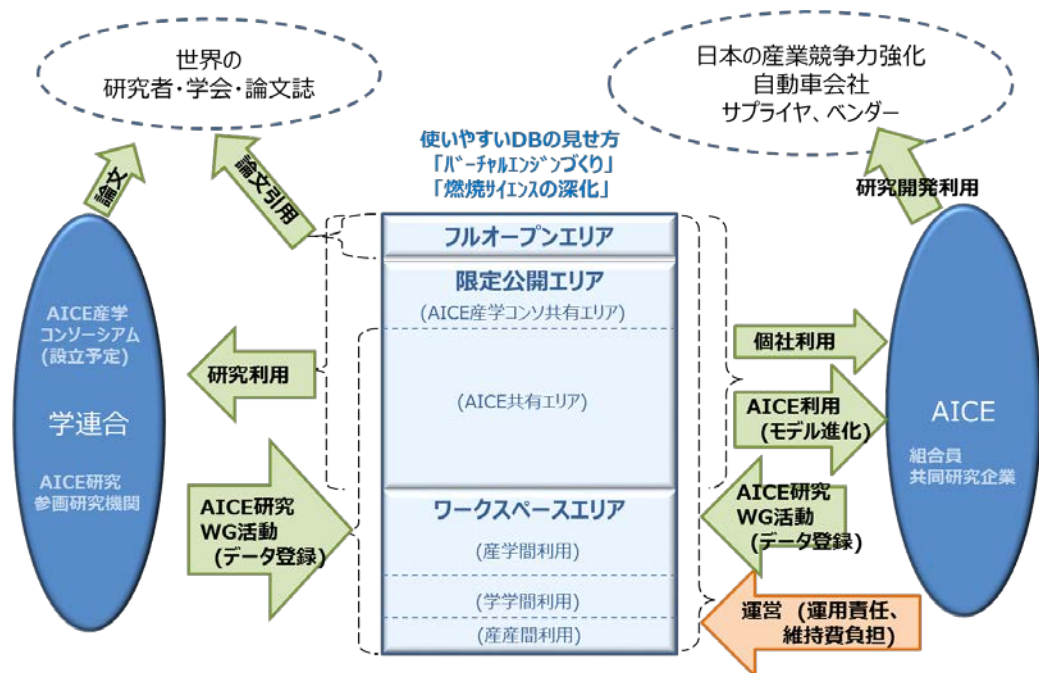 世界の
研究者・学会・論文誌
日本の産業競争力強化
自動車会社
サプライヤ、ベンダー
論文
論文引用
使いやすいDBの見せ方
「バーチャルエンジンづくり」
「燃焼サイエンスの深化」
研究開発利用
フルオープンエリア
限定公開エリア
(AICE産学コンソ共有エリア)
(AICE共有エリア)
ワークスペースエリア
(産学間利用)
(学学間利用)
(産産間利用)
AICE産学
コンソーシアム
(設立予定)
学連合
AICE研究
参画研究機関
研究利用
AICE研究
WG活動
(データ登録)
個社利用
AICE利用
(モデル進化)
AICE研究
WG活動
(データ登録)
運営 (運用責任、
維持費負担)
AICE
組合員
共同研究企業